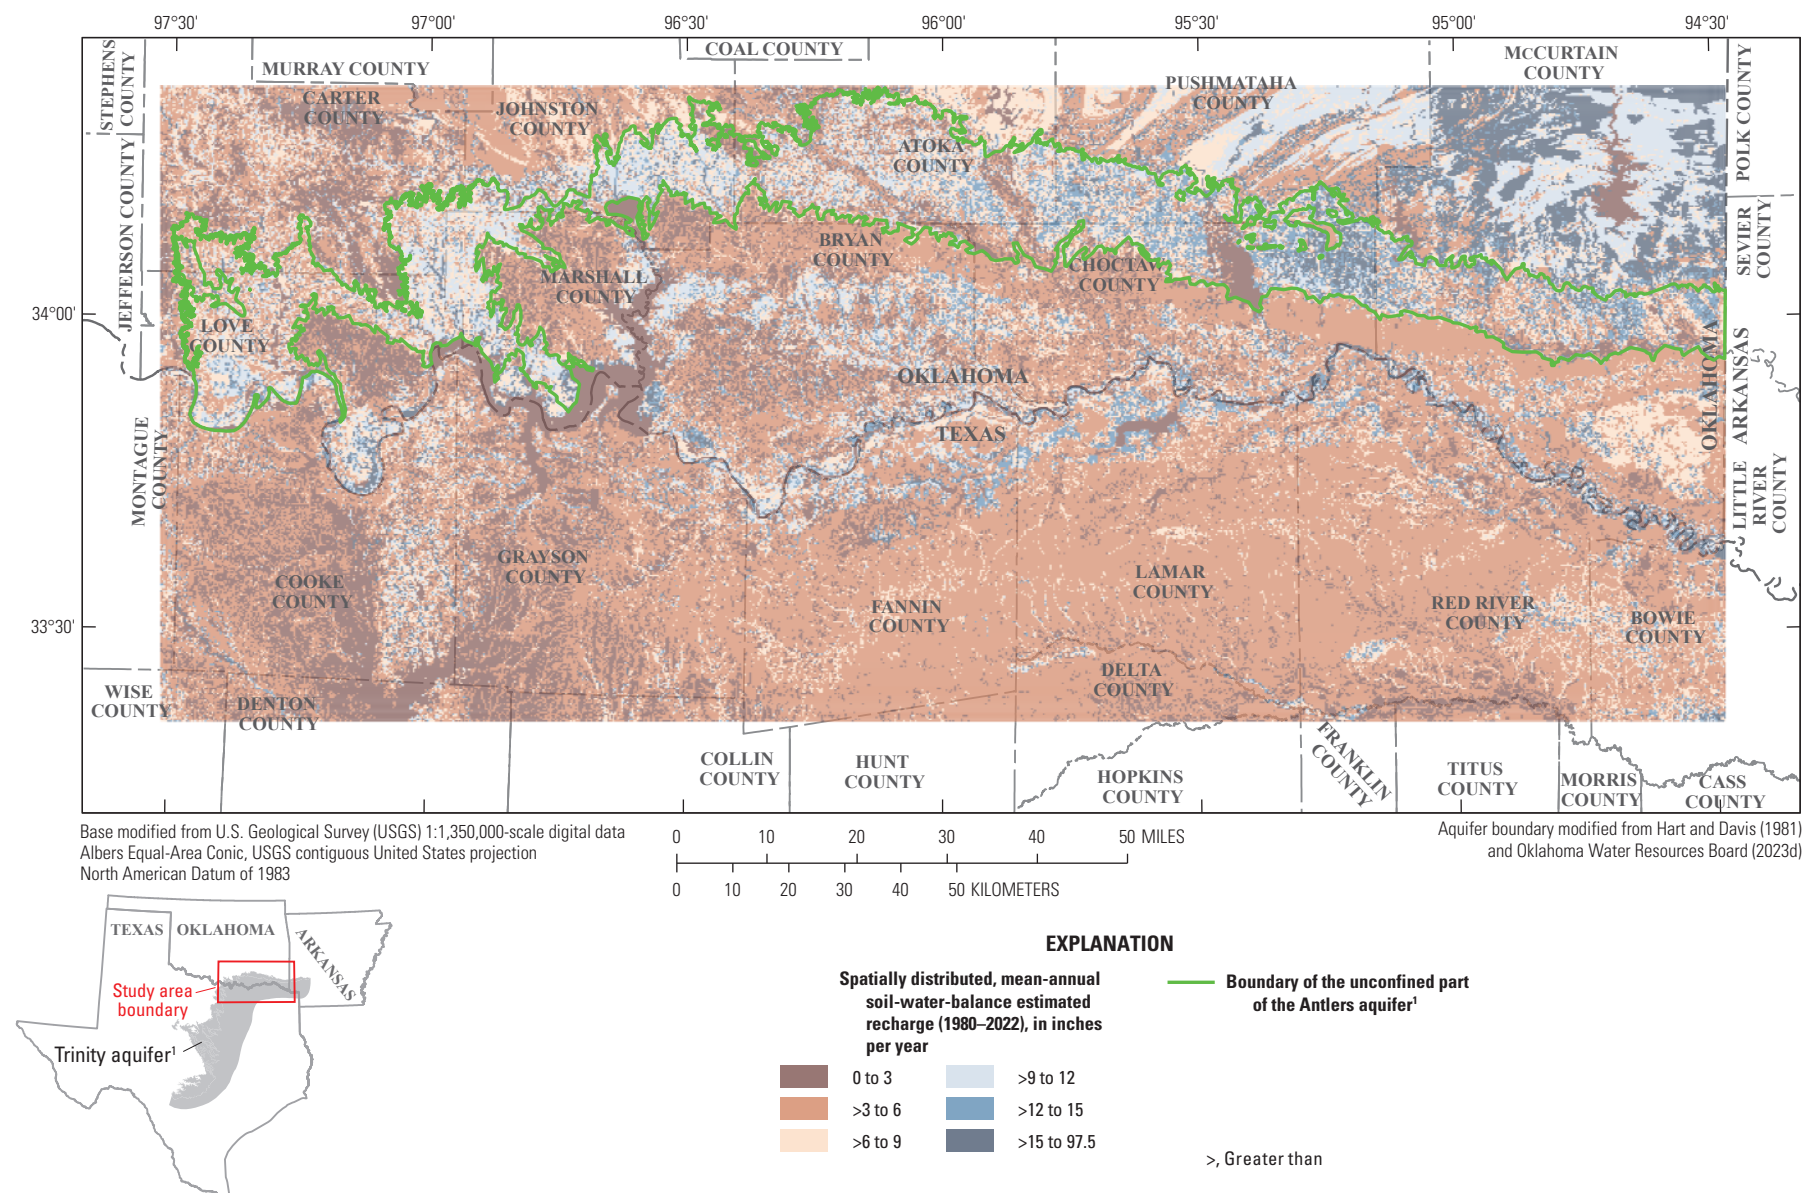 97°30'
97°00'
96°30'
96°00'
95°30'
95°00'
94°30'
STEPHENS
COUNTY
MURRAY COUNTY
COAL COUNTY
McCURTAIN
COUNTY
PUSHMATAHA
COUNTY
POLK COUNTY
CARTER
COUNTY
JOHNSTON
COUNTY
ATOKA
COUNTY
JEFFERSON COUNTY
SEVIER
COUNTY
BRYAN
COUNTY
MARSHALL
COUNTY
CHOCTAW
COUNTY
34°00'
LOVE
COUNTY
OKLAHOMA
TEXAS
OKLAHOMA
ARKANSAS
MONTAGUE
COUNTY
LITTLE
RIVER
COUNTY
COOKE
COUNTY
GRAYSON
COUNTY
FANNIN
COUNTY
LAMAR
COUNTY
RED RIVER
COUNTY
BOWIE
COUNTY
33°30'
DELTA
COUNTY
WISE
COUNTY
DENTON
COUNTY
COLLIN
COUNTY
HUNT
COUNTY
HOPKINS
COUNTY
FRANKLIN
COUNTY
TITUS
COUNTY
MORRIS
COUNTY
CASS
COUNTY
Base modified from U.S. Geological Survey (USGS) 1:1,350,000-scale digital data
Albers Equal-Area Conic, USGS contiguous United States projection
North American Datum of 1983
0 10 20 30 40 50 MILES
0 10 20 30 40 50 KILOMETERS
Aquifer boundary modified from Hart and Davis (1981)
and Oklahoma Water Resources Board (2023d)
TEXAS
OKLAHOMA
ARKANSAS
Study area
boundary
Trinity aquifer¹
EXPLANATION
Spatially distributed, mean-annual
soil-water-balance estimated
recharge (1980–2022), in inches
per year
0 to 3
>3 to 6
>6 to 9
>9 to 12
>12 to 15
>15 to 97.5
Boundary of the unconfined part
of the Antlers aquifer¹
>, Greater than